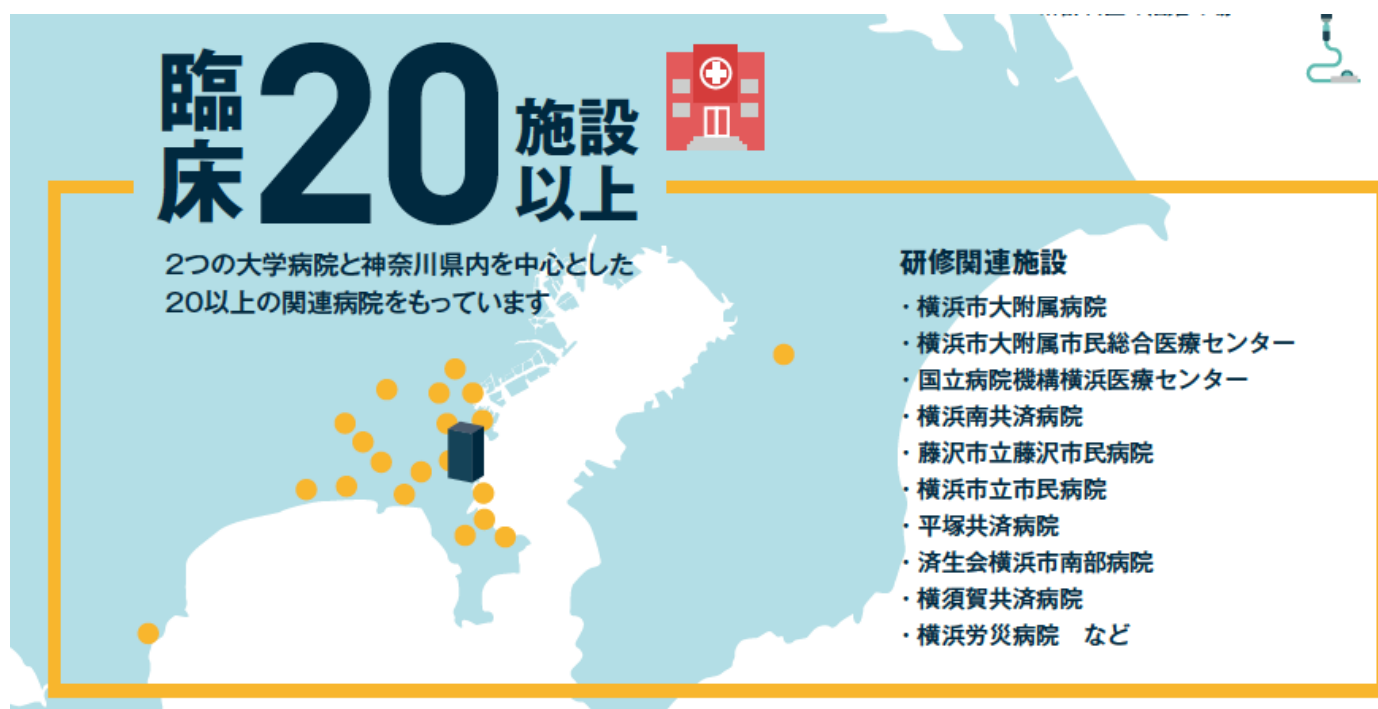 臨床20施設以上
2つの大学病院と神奈川県内を中心とした
20以上の関連病院をもっています
研修関連施設
・横浜市大附属病院
・横浜市大附属市民総合医療センター
・国立病院機構横浜医療センター
・横浜南共済病院
・藤沢市立藤沢市民病院
・横浜市立市民病院
・平塚共済病院
・済生会横浜市南部病院
・横須賀共済病院
・横浜労災病院　など